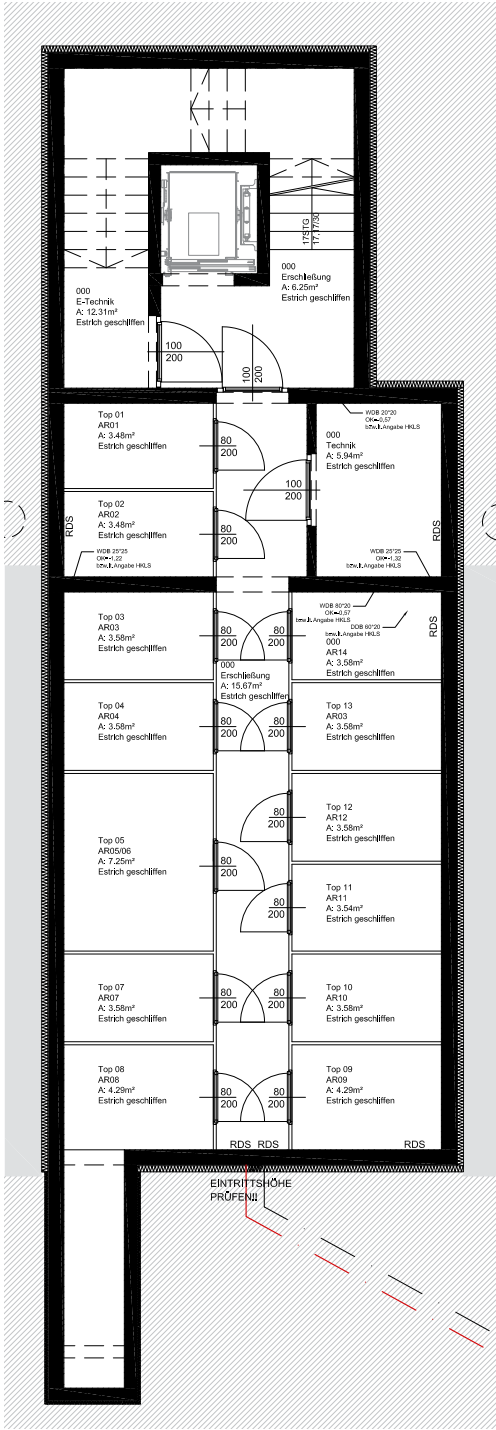 17STG
17,17/30
000
E-Technik
A: 12.31m²
Estrich geschliffen
000
Erschließung
A: 6.25m²
Estrich geschliffen
100
200
100
200
Top 01
AR01
A: 3.48m²
Estrich geschliffen
80
200
WDB 20*20
OK=-0,57
bzw.lt.Angabe HKLS
000
Technik
A: 5.94m²
Estrich geschliffen
100
200
Top 02
AR02
A: 3.48m²
Estrich geschliffen
80
200
RDS
RDS
WDB 25*25
OK=-1,22
bzw.lt.Angabe HKLS
WDB 25*25
OK=-1,32
bzw.lt.Angabe HKLS
WDB 80*20
OK=-0,57
bzw.lt.Angabe HKLS
DDB 60*20
bzw.lt.Angabe HKLS
RDS
Top 03
AR03
A: 3.58m²
Estrich geschliffen
80
200
80
200
000
AR14
A: 3.58m²
Estrich geschliffen
000
Erschließung
A: 15.67m²
Estrich geschliffen
Top 04
AR04
A: 3.58m²
Estrich geschliffen
80
200
80
200
Top 13
AR03
A: 3.58m²
Estrich geschliffen
Top 05
AR05/06
A: 7.25m²
Estrich geschliffen
80
200
80
200
Top 12
AR12
A: 3.58m²
Estrich geschliffen
80
200
Top 11
AR11
A: 3.54m²
Estrich geschliffen
Top 07
AR07
A: 3.58m²
Estrich geschliffen
80
200
80
200
Top 10
AR10
A: 3.58m²
Estrich geschliffen
Top 08
AR08
A: 4.29m²
Estrich geschliffen
80
200
80
200
Top 09
AR09
A: 4.29m²
Estrich geschliffen
RDS RDS
RDS
EINTRITTSHÖHE
PRÜFEN!!